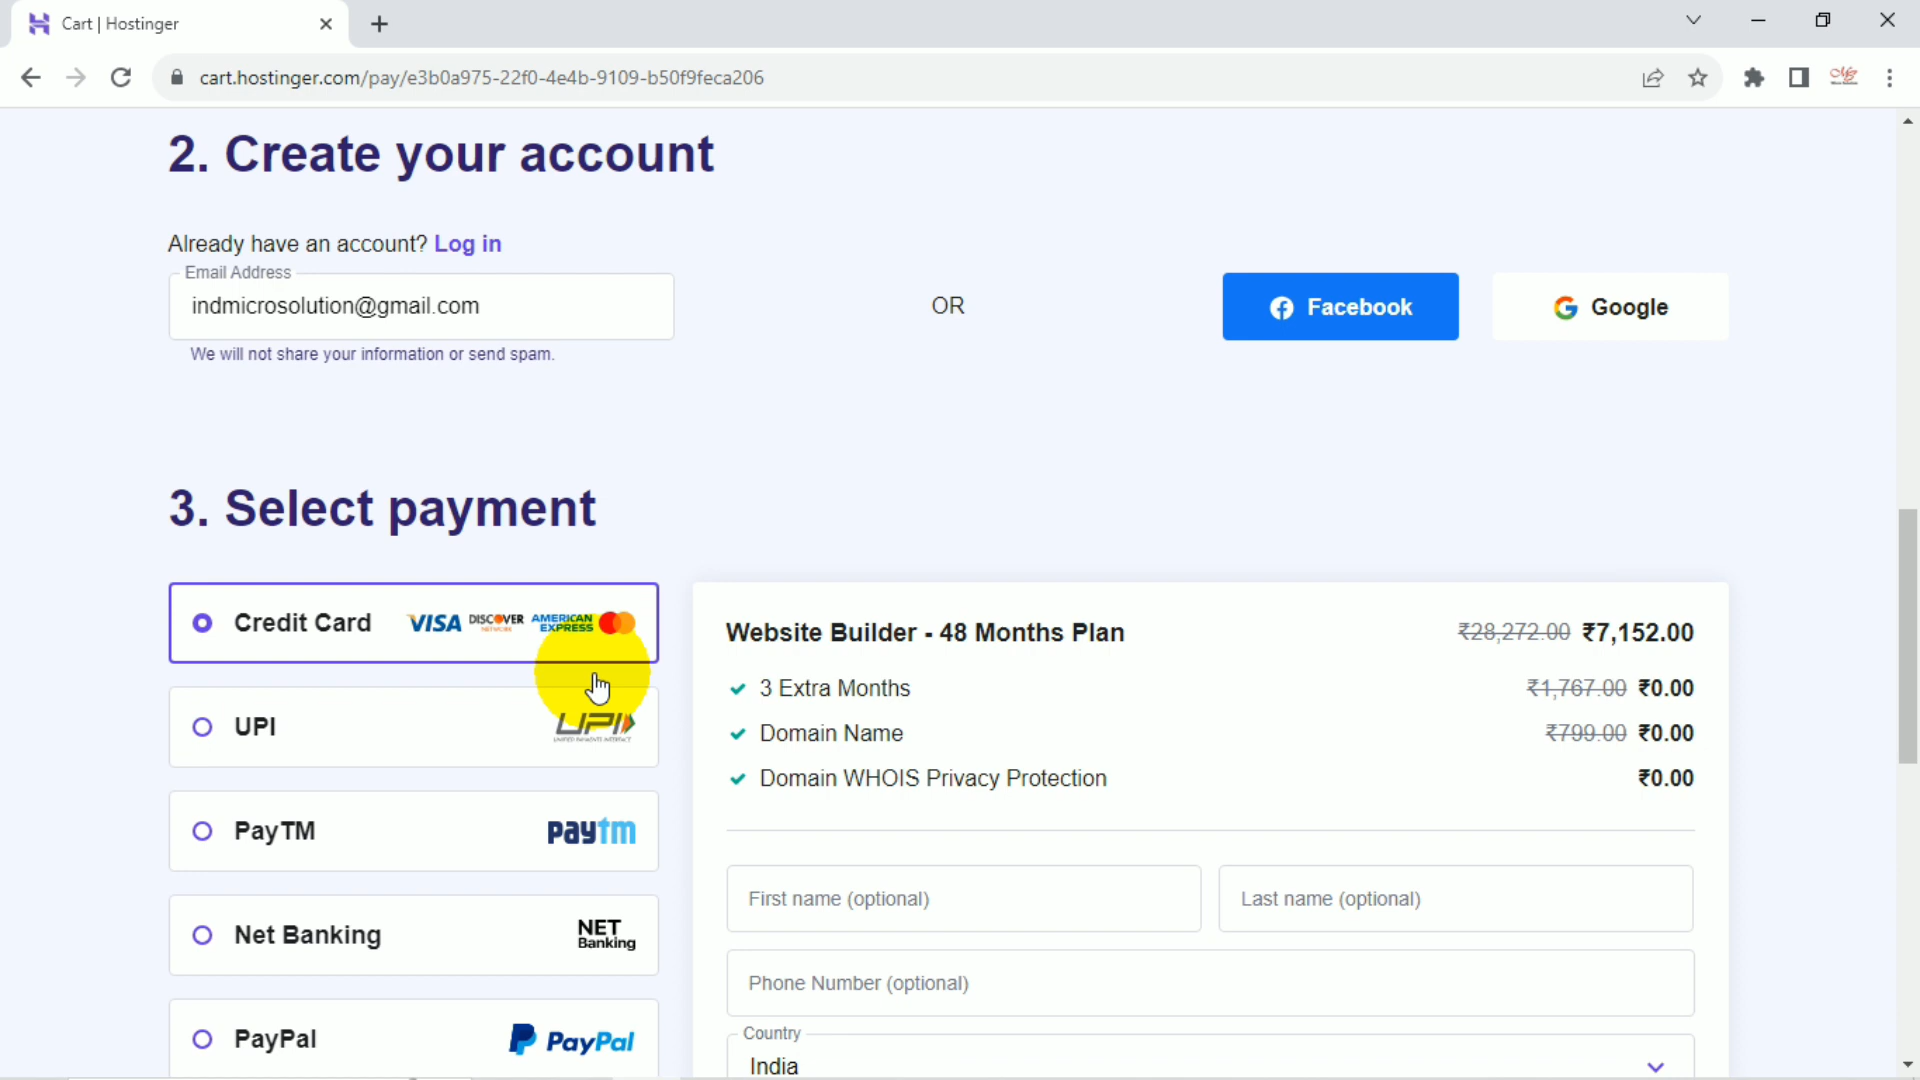 Cart | Hostinger
cart.hostinger.com/pay/e3b0a975-22f0-4e4b-9109-b50f9feca206
2. Create your account
Already have an account? Log in
Email Address
indmicrosolution@gmail.com
OR
Facebook
Google
We will not share your information or send spam.
3. Select payment
Credit Card VISA DISCOVER NETWORK AMERICAN EXPRESS
UPI UPI
UNIFIED PAYMENTS INTERFACE
PayTM paytm
Net Banking NET Banking
PayPal PayPal
Website Builder - 48 Months Plan ₹28,272.00 ₹7,152.00
3 Extra Months ₹1,767.00 ₹0.00
Domain Name ₹799.00 ₹0.00
Domain WHOIS Privacy Protection ₹0.00
First name (optional) Last name (optional)
Phone Number (optional)
Country
India